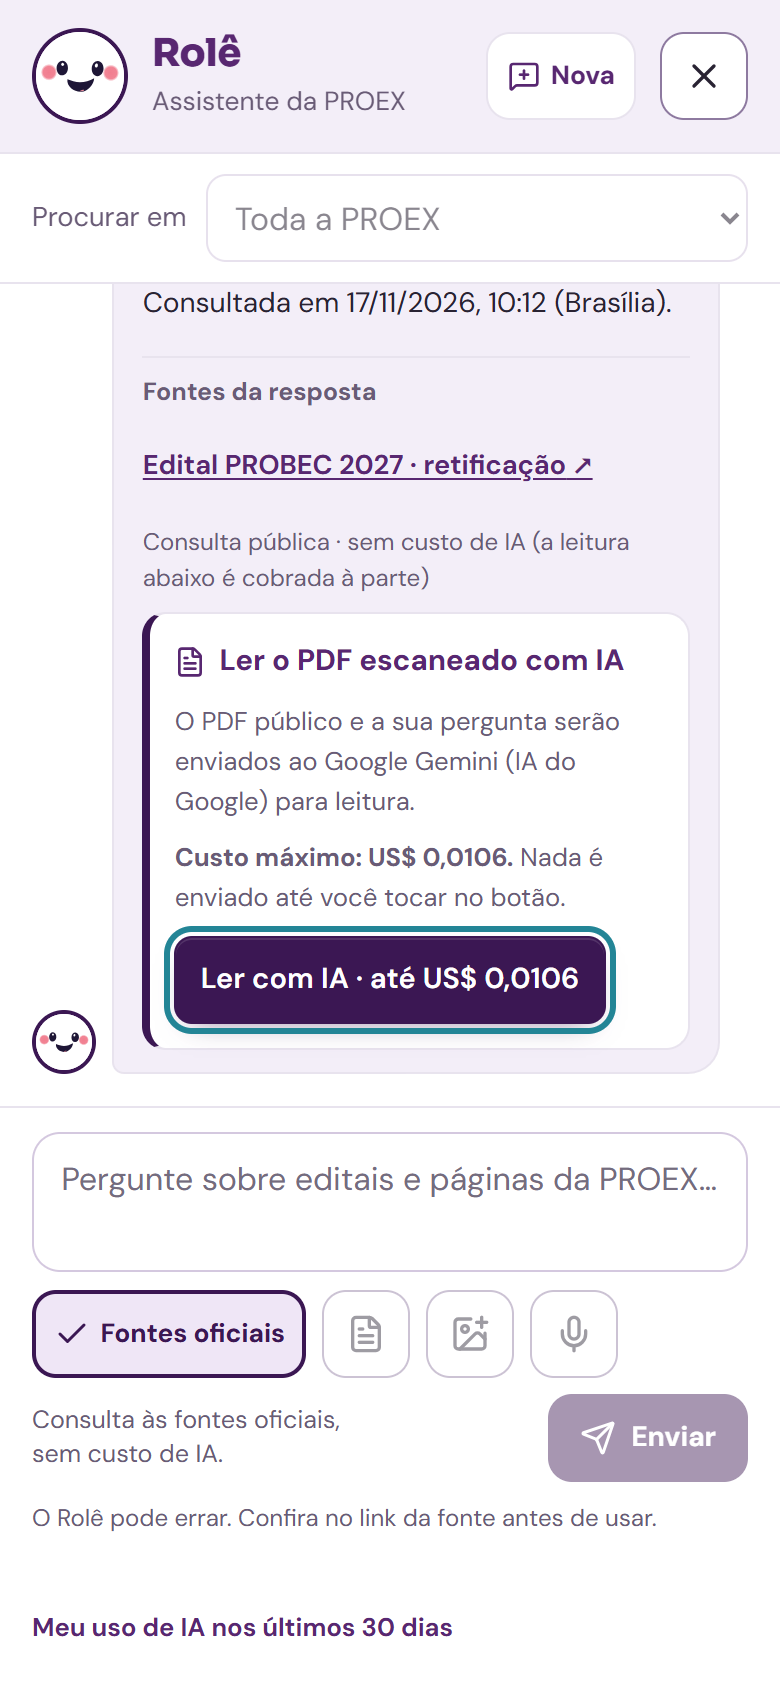 Rolê
Assistente da PROEX
Nova
Procurar em
Toda a PROEX
Consultada em 17/11/2026, 10:12 (Brasília).
Fontes da resposta
Edital PROBEC 2027 · retificação ↗
Consulta pública · sem custo de IA (a leitura
abaixo é cobrada à parte)
Ler o PDF escaneado com IA
O PDF público e a sua pergunta serão
enviados ao Google Gemini (IA do
Google) para leitura.
Custo máximo: US$ 0,0106. Nada é
enviado até você tocar no botão.
Ler com IA · até US$ 0,0106
Pergunte sobre editais e páginas da PROEX...
Fontes oficiais
Consulta às fontes oficiais,
sem custo de IA.
Enviar
O Rolê pode errar. Confira no link da fonte antes de usar.
Meu uso de IA nos últimos 30 dias